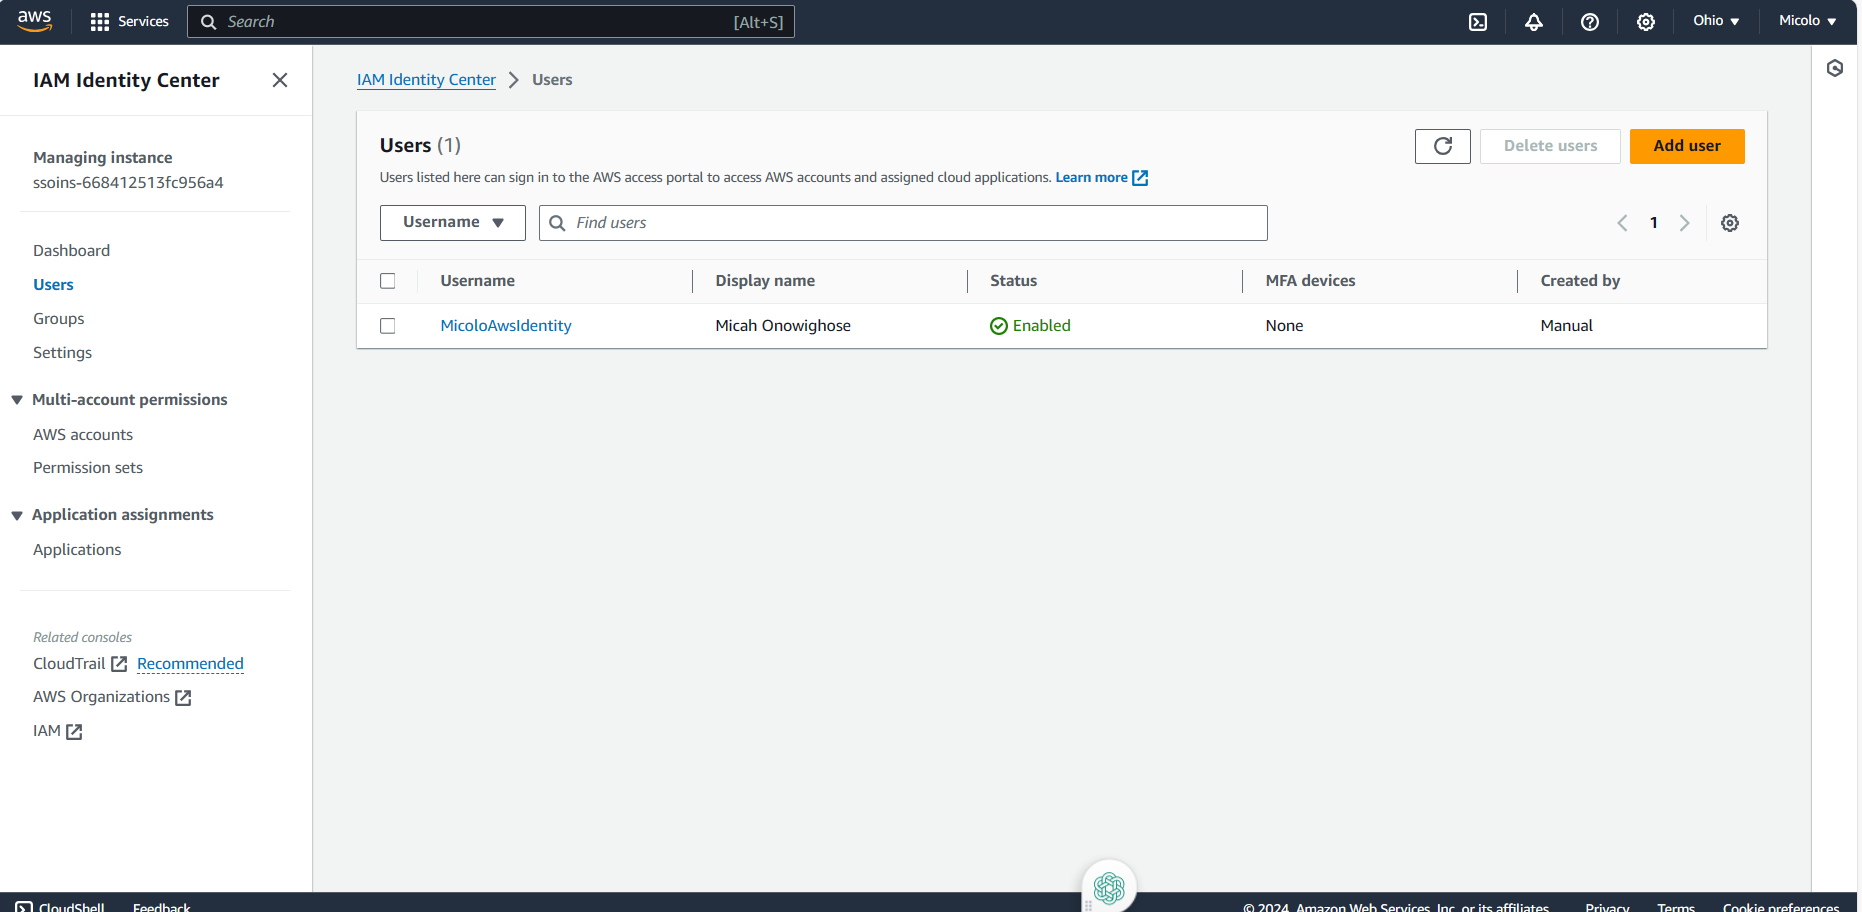 aws
Services
Search
[Alt+S]
Ohio
Micolo
IAM Identity Center
Managing instance
ssoins-668412513fc956a4
Dashboard
Users
Groups
Settings
Multi-account permissions
AWS accounts
Permission sets
Application assignments
Applications
Related consoles
CloudTrail Recommended
AWS Organizations
IAM
IAM Identity Center > Users
Users (1)
Delete users
Add user
Users listed here can sign in to the AWS access portal to access AWS accounts and assigned cloud applications. Learn more
Username
Find users
1
Username Display name Status MFA devices Created by
MicoloAwsIdentity Micah Onowighose Enabled None Manual
CloudShell Feedback © 2024, Amazon Web Services, Inc. or its affiliates. Privacy Terms Cookie preferences